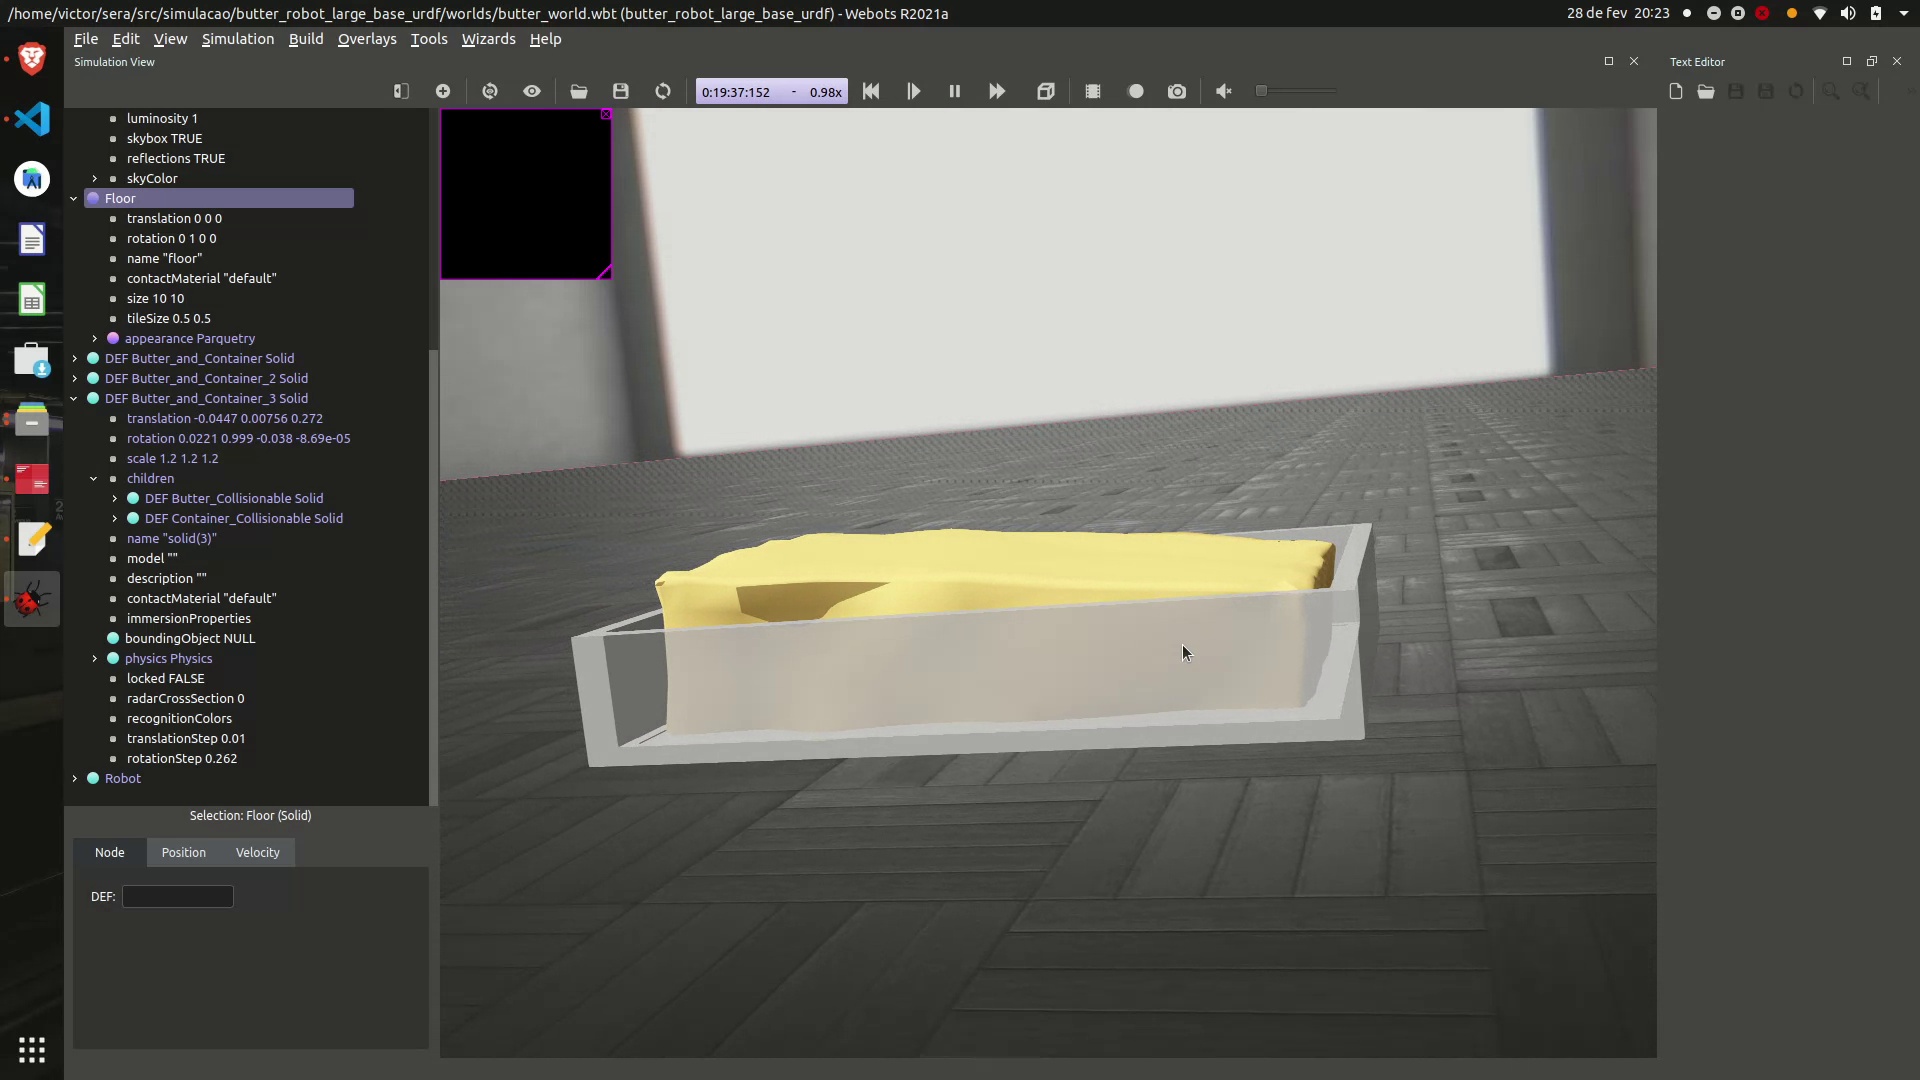 /home/victor/sera/src/simulacao/butter_robot_large_base_urdf/worlds/butter_world.wbt (butter_robot_large_base_urdf) - Webots R2021a
28 de fev 20:23
File Edit View Simulation Build Overlays Tools Wizards Help
Simulation View
Text Editor
0:19:37:152 - 0.98x
luminosity 1
skybox TRUE
reflections TRUE
skyColor
Floor
translation 0 0 0
rotation 0 1 0 0
name "floor"
contactMaterial "default"
size 10 10
tileSize 0.5 0.5
appearance Parquetry
DEF Butter_and_Container Solid
DEF Butter_and_Container_2 Solid
DEF Butter_and_Container_3 Solid
translation -0.0447 0.00756 0.272
rotation 0.0221 0.999 -0.038 -8.69e-05
scale 1.2 1.2 1.2
children
DEF Butter_Collisionable Solid
DEF Container_Collisionable Solid
name "solid(3)"
model ""
description ""
contactMaterial "default"
immersionProperties
boundingObject NULL
physics Physics
locked FALSE
radarCrossSection 0
recognitionColors
translationStep 0.01
rotationStep 0.262
Robot
Selection: Floor (Solid)
Node Position Velocity
DEF: